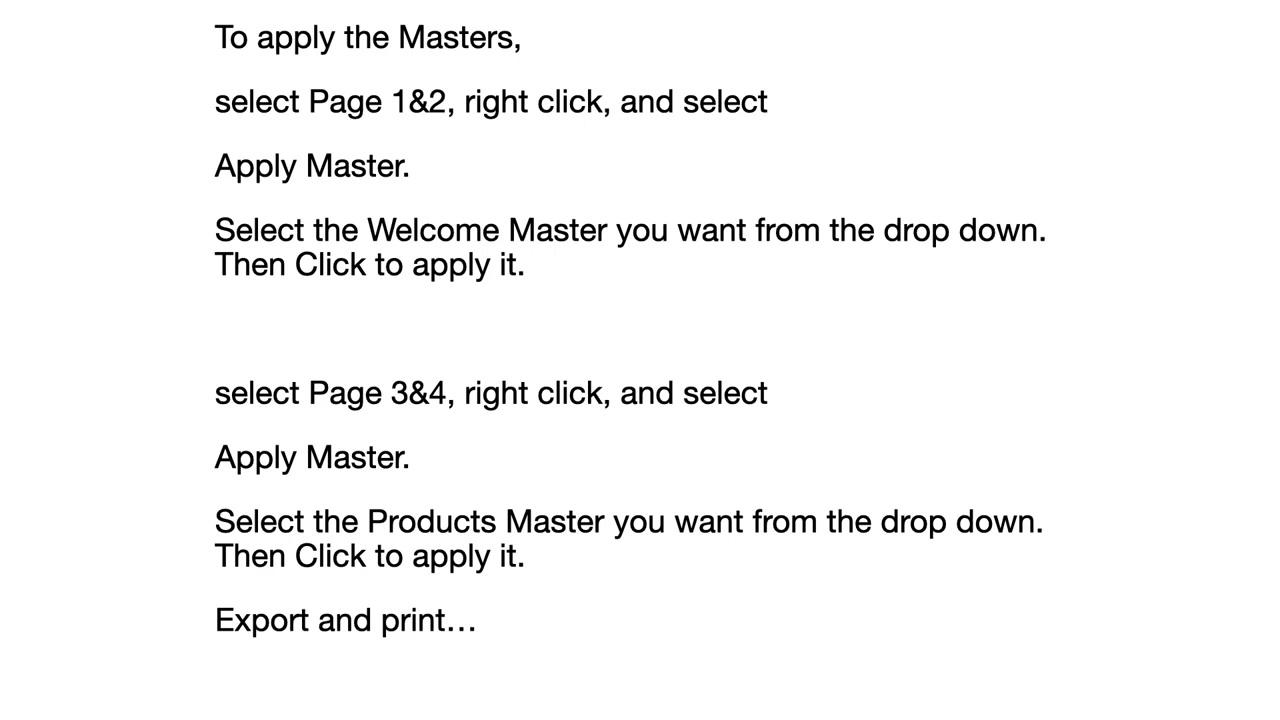 To apply the Masters,
select Page 1&2, right click, and select
Apply Master.
Select the Welcome Master you want from the drop down.
Then Click to apply it.
select Page 3&4, right click, and select
Apply Master.
Select the Products Master you want from the drop down.
Then Click to apply it.
Export and print…